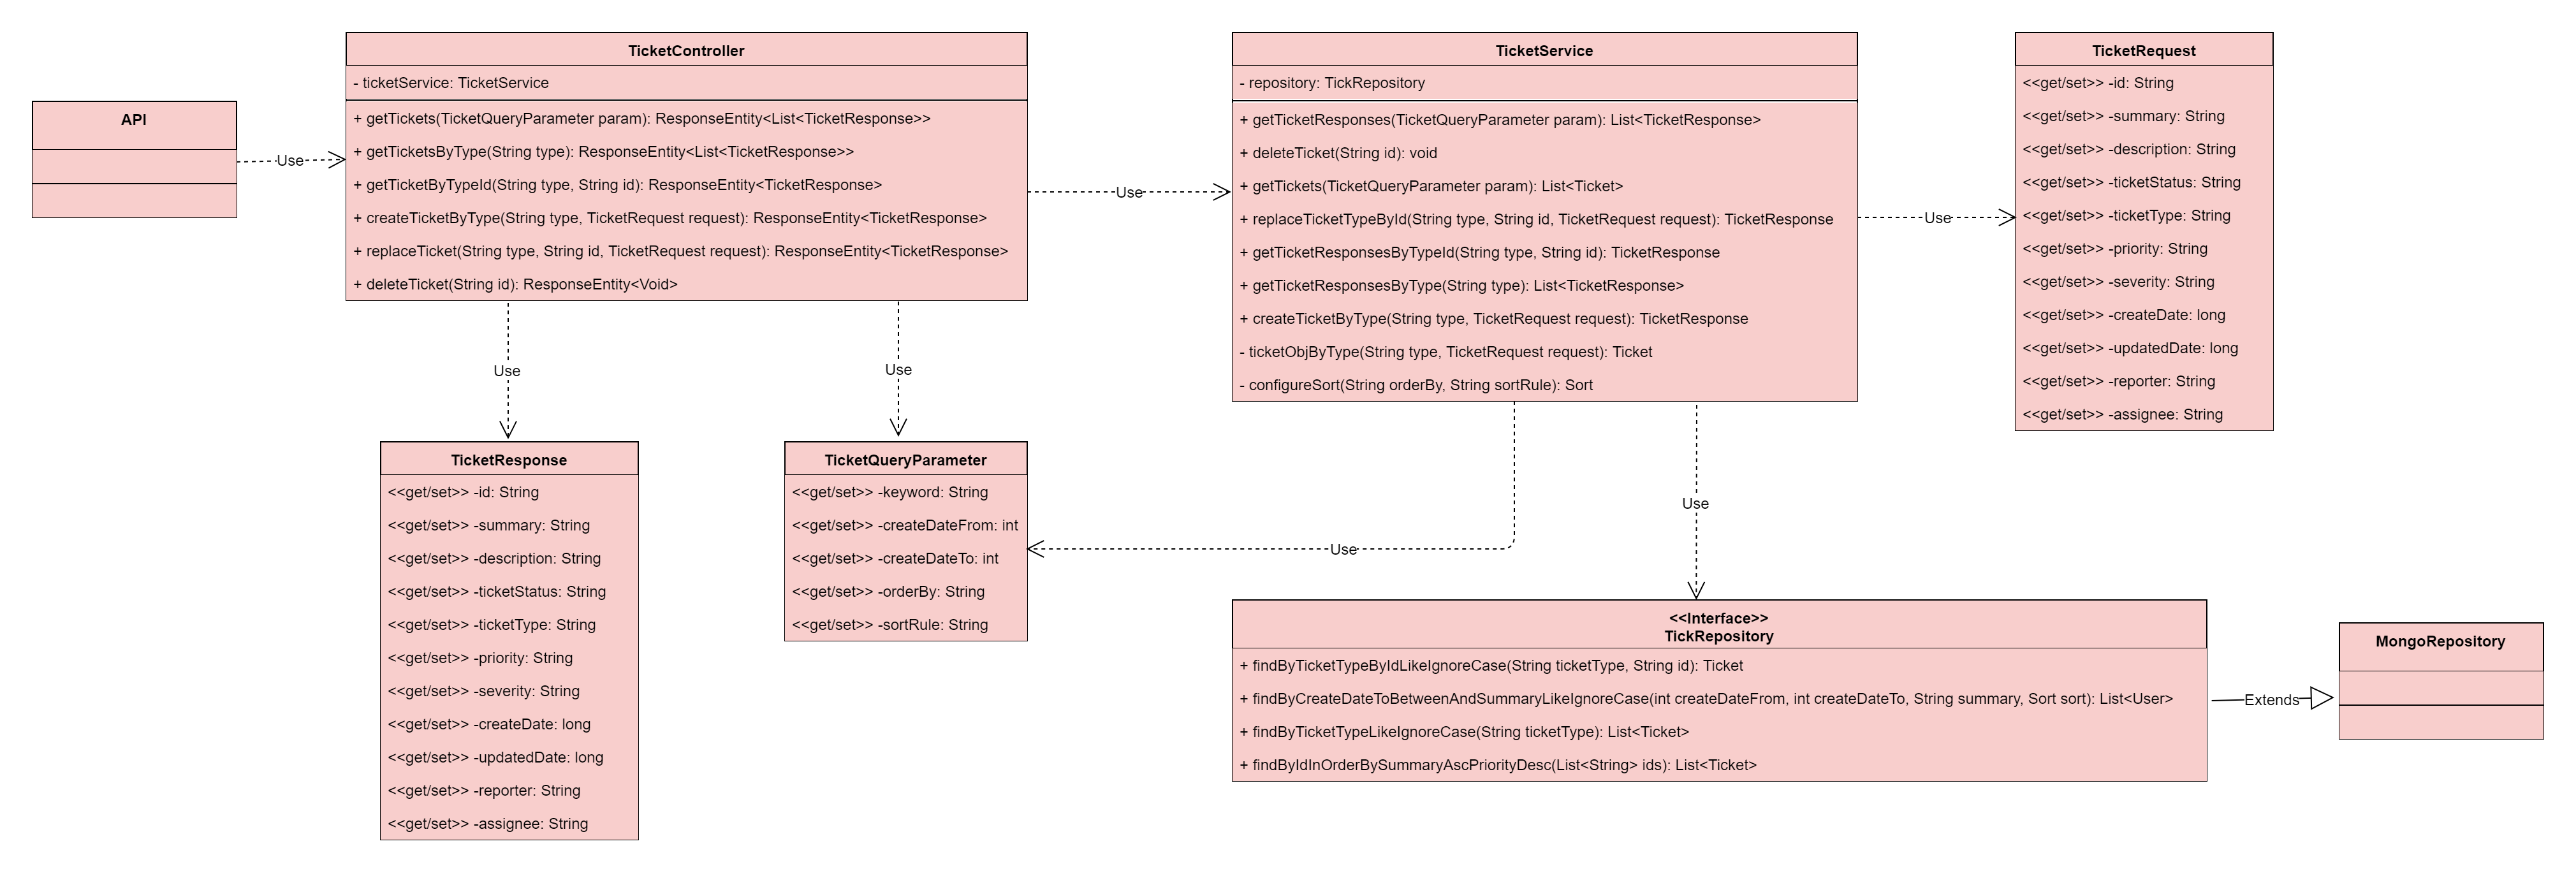 API
Use
TicketController
- ticketService: TicketService
+ getTickets(TicketQueryParameter param): ResponseEntity<List<TicketResponse>>
+ getTicketsByType(String type): ResponseEntity<List<TicketResponse>>
+ getTicketByTypeId(String type, String id): ResponseEntity<TicketResponse>
+ createTicketByType(String type, TicketRequest request): ResponseEntity<TicketResponse>
+ replaceTicket(String type, String id, TicketRequest request): ResponseEntity<TicketResponse>
+ deleteTicket(String id): ResponseEntity<Void>
Use
TicketService
- repository: TickRepository
+ getTicketResponses(TicketQueryParameter param): List<TicketResponse>
+ deleteTicket(String id): void
+ getTickets(TicketQueryParameter param): List<Ticket>
+ replaceTicketTypeById(String type, String id, TicketRequest request): TicketResponse
+ getTicketResponsesByTypeId(String type, String id): TicketResponse
+ getTicketResponsesByType(String type): List<TicketResponse>
+ createTicketByType(String type, TicketRequest request): TicketResponse
- ticketObjByType(String type, TicketRequest request): Ticket
- configureSort(String orderBy, String sortRule): Sort
Use
TicketRequest
<<get/set>> -id: String
<<get/set>> -summary: String
<<get/set>> -description: String
<<get/set>> -ticketStatus: String
<<get/set>> -ticketType: String
<<get/set>> -priority: String
<<get/set>> -severity: String
<<get/set>> -createDate: long
<<get/set>> -updatedDate: long
<<get/set>> -reporter: String
<<get/set>> -assignee: String
Use
Use
TicketResponse
<<get/set>> -id: String
<<get/set>> -summary: String
<<get/set>> -description: String
<<get/set>> -ticketStatus: String
<<get/set>> -ticketType: String
<<get/set>> -priority: String
<<get/set>> -severity: String
<<get/set>> -createDate: long
<<get/set>> -updatedDate: long
<<get/set>> -reporter: String
<<get/set>> -assignee: String
TicketQueryParameter
<<get/set>> -keyword: String
<<get/set>> -createDateFrom: int
<<get/set>> -createDateTo: int
<<get/set>> -orderBy: String
<<get/set>> -sortRule: String
Use
Use
<<Interface>>
TickRepository
+ findByTicketTypeByIdLikeIgnoreCase(String ticketType, String id): Ticket
+ findByCreateDateToBetweenAndSummaryLikeIgnoreCase(int createDateFrom, int createDateTo, String summary, Sort sort): List<User>
+ findByTicketTypeLikeIgnoreCase(String ticketType): List<Ticket>
+ findByIdInOrderBySummaryAscPriorityDesc(List<String> ids): List<Ticket>
Extends
MongoRepository